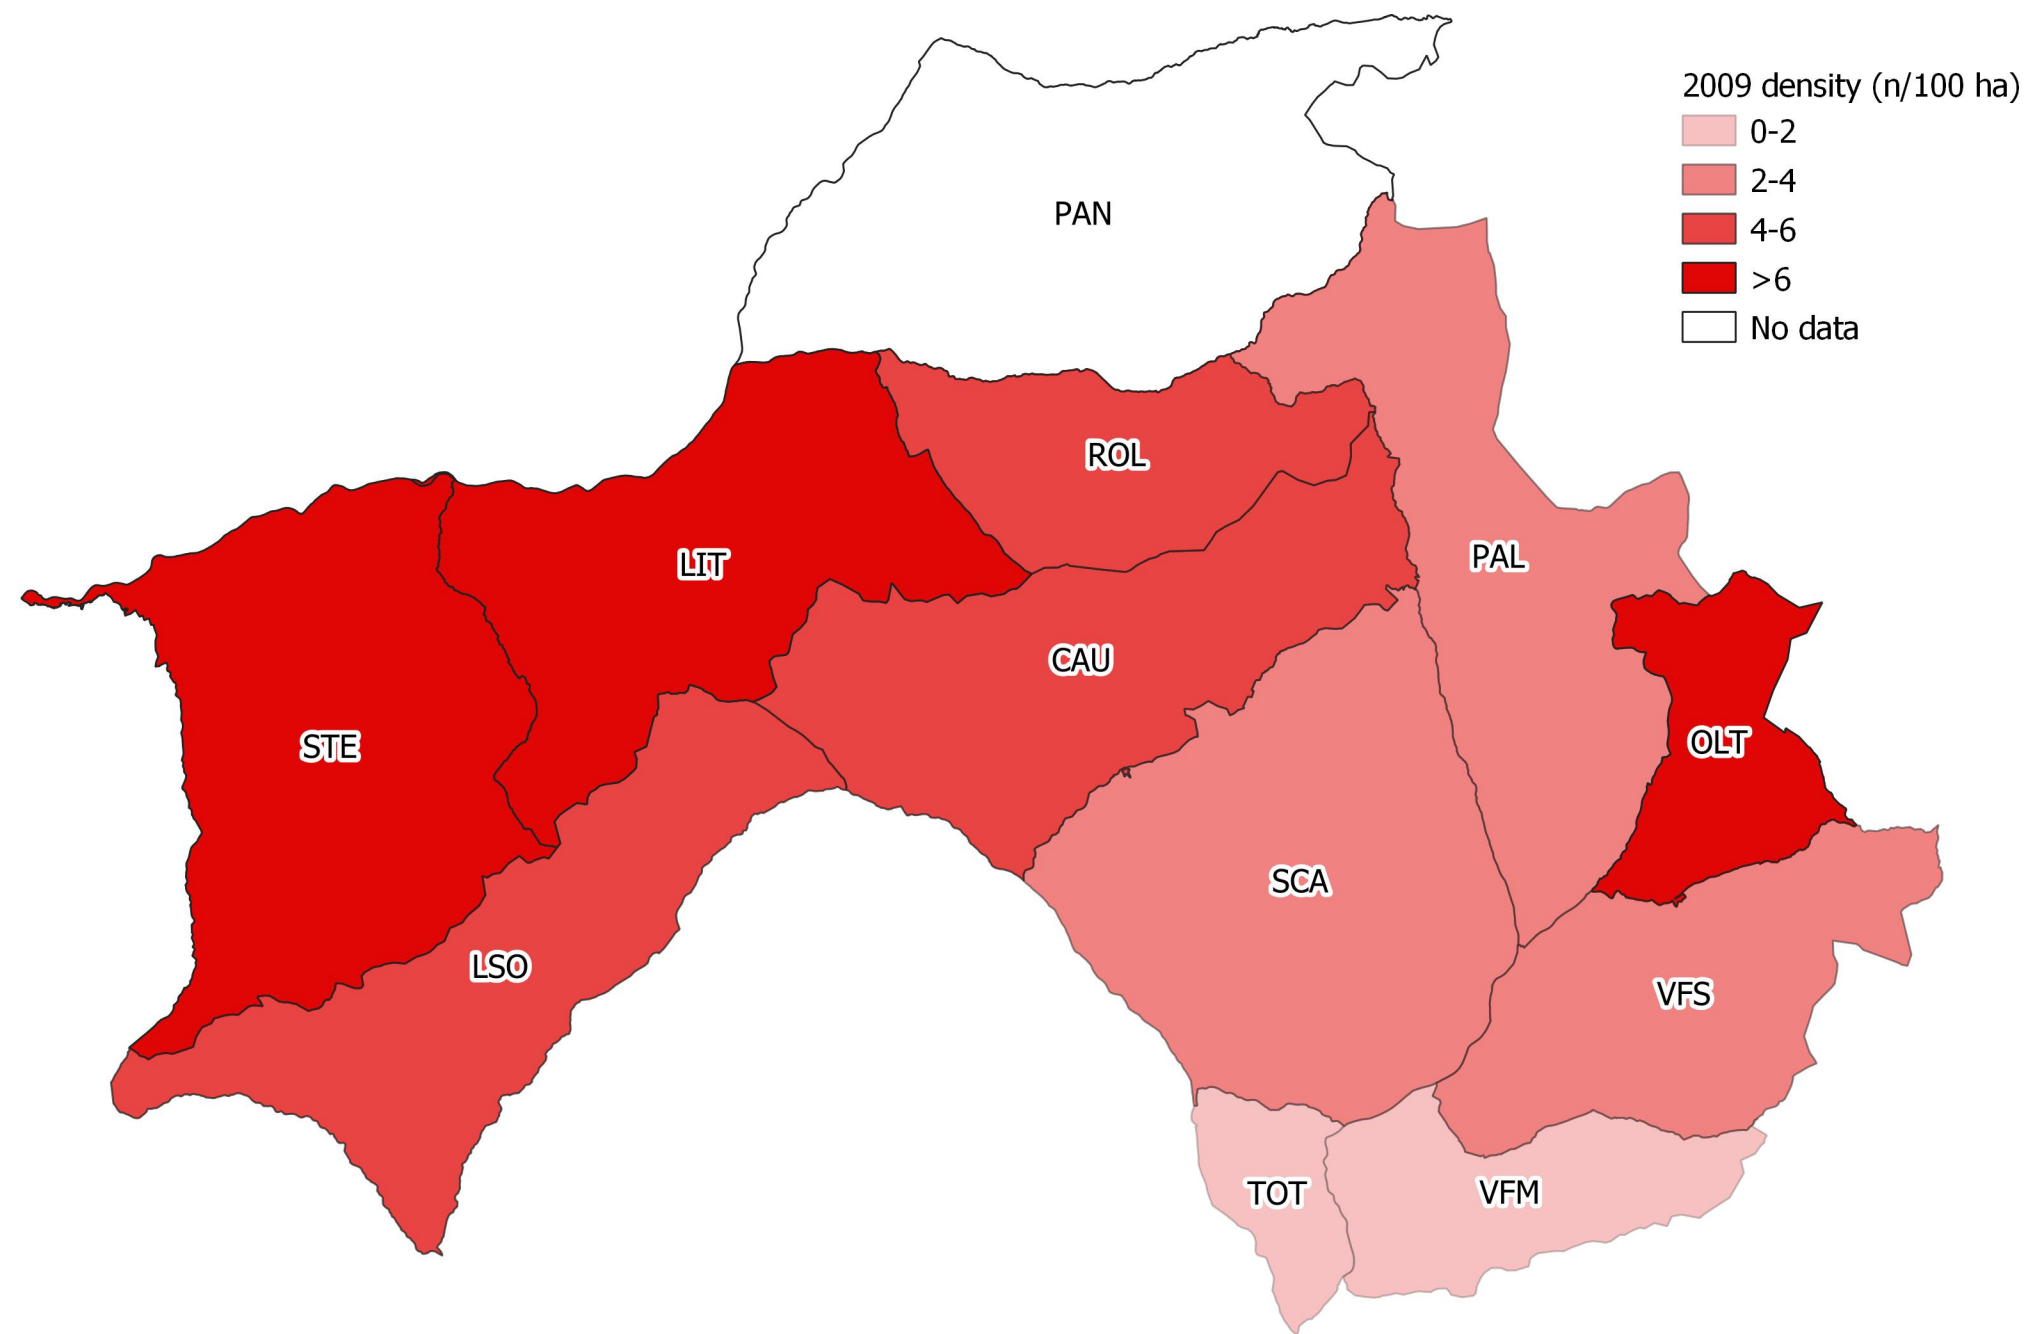 2009 density (n/100 ha)
0-2
2-4
4-6
>6
No data
PAN
ROL
LIT
PAL
CAU
STE
OLT
SCA
LSO
VFS
TOT
VFM